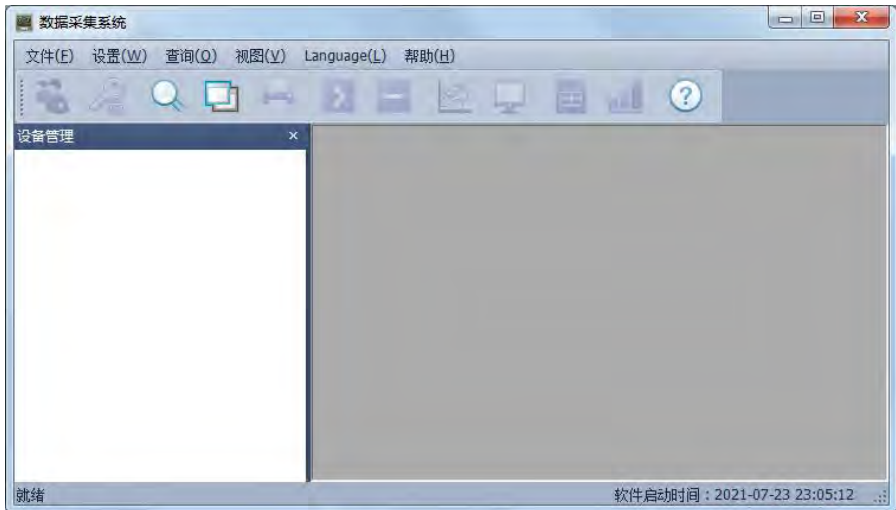 数据采集系统
文件(F) 设置(W) 查询(Q) 视图(V) Language(L) 帮助(H)
设备管理
就绪 软件启动时间：2021-07-23 23:05:12